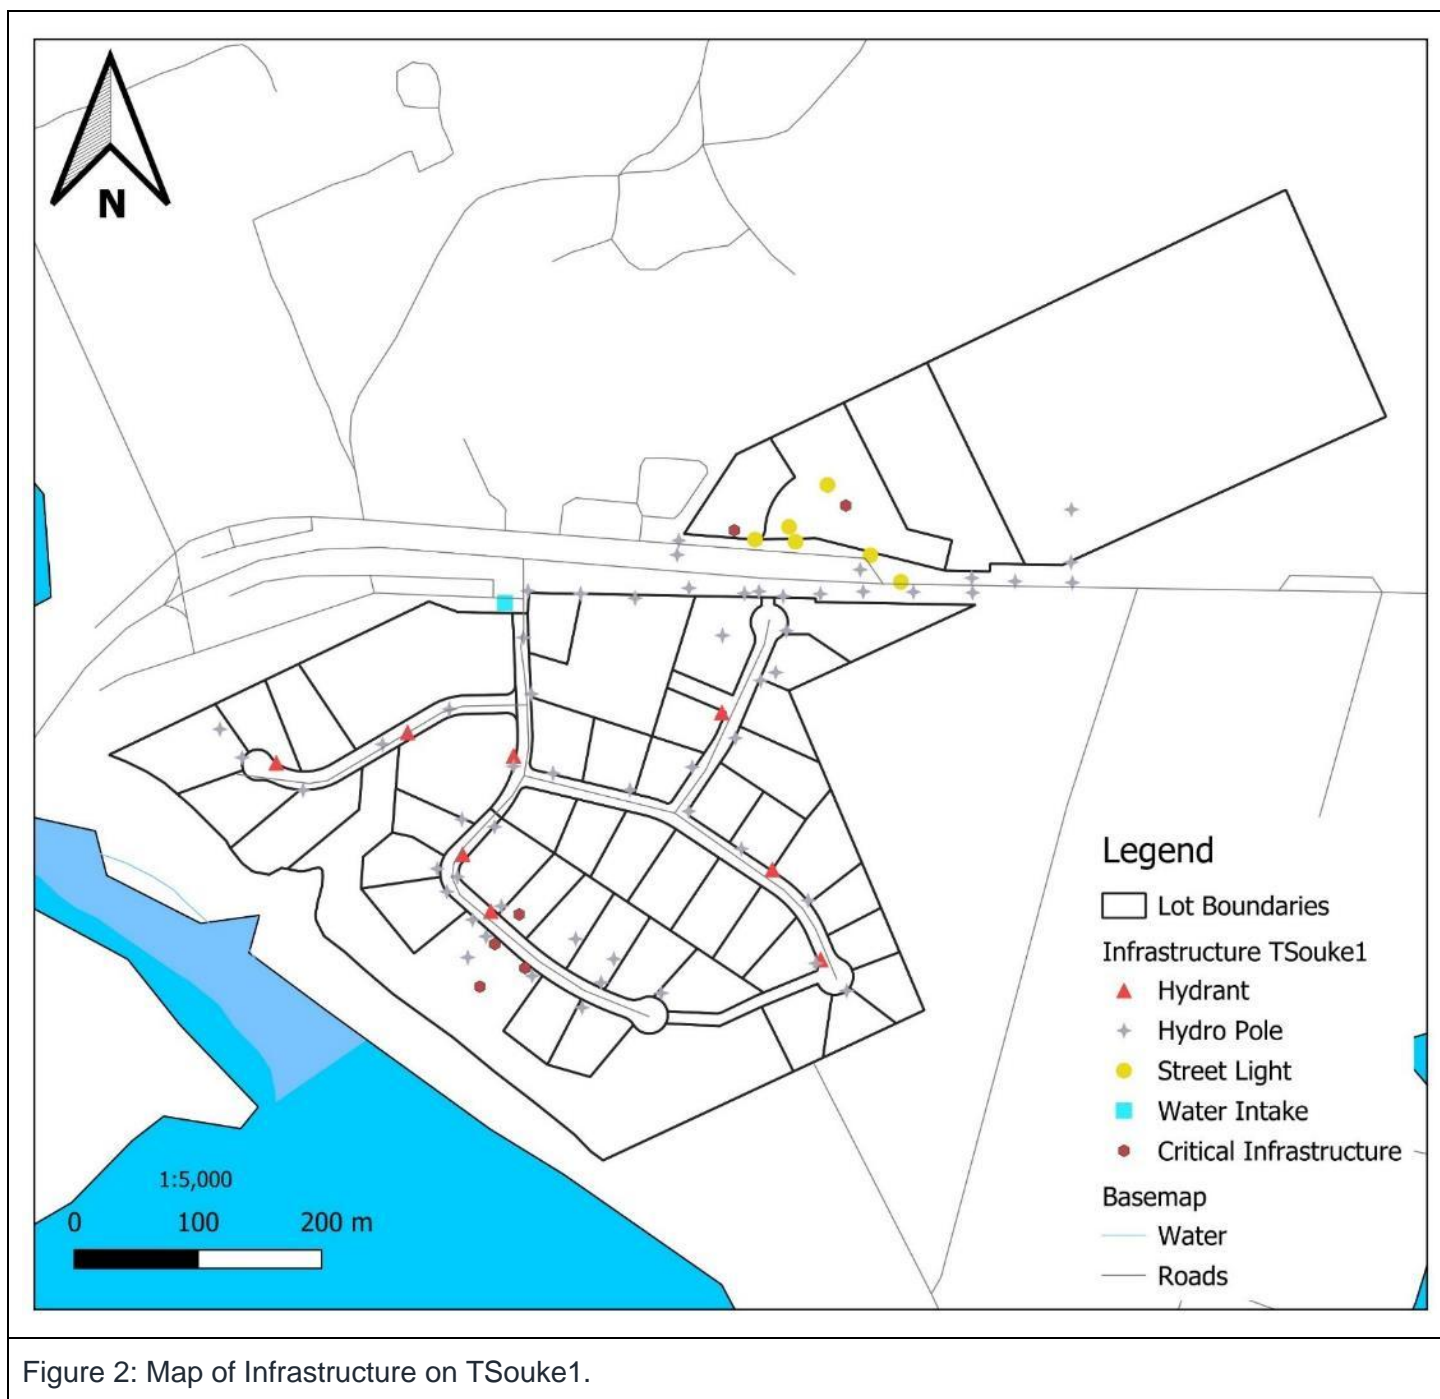 N
Legend
Lot Boundaries
Infrastructure TSouke1
Hydrant
Hydro Pole
Street Light
Water Intake
Critical Infrastructure
Basemap
Water
Roads
1:5,000
0 100 200 m
Figure 2: Map of Infrastructure on TSouke1.